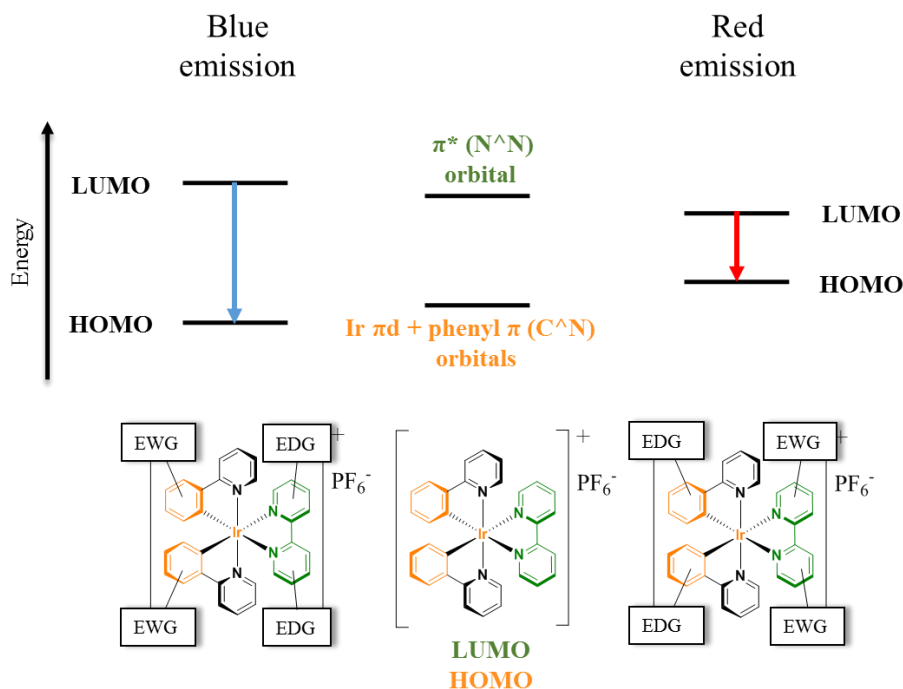 Blue
emission
Red
emission
Energy
LUMO
HOMO
π* (N^N)
orbital
Ir πd + phenyl π (C^N)
orbitals
LUMO
HOMO
EWG
EDG
+
PF₆⁻
N
N
Ir
N
N
EWG
EDG
+
PF₆⁻
N
N
Ir
N
N
LUMO
HOMO
EDG
EWG
+
PF₆⁻
N
N
Ir
N
N
EDG
EWG